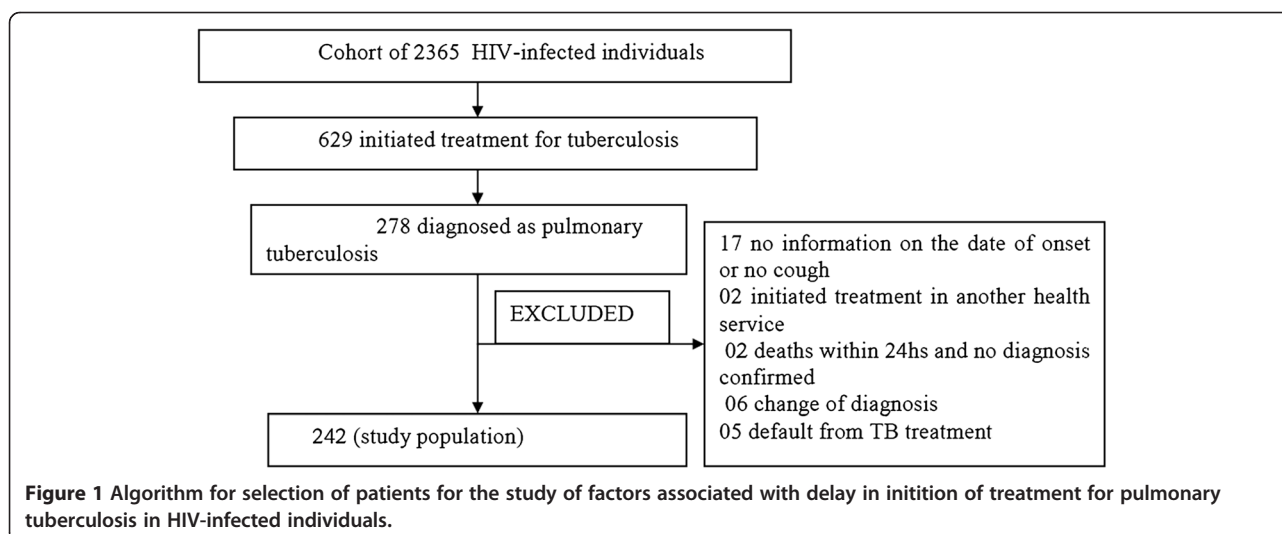 Cohort of 2365 HIV-infected individuals
629 initiated treatment for tuberculosis
278 diagnosed as pulmonary
tuberculosis
EXCLUDED
17 no information on the date of onset
or no cough
02 initiated treatment in another health
service
02 deaths within 24hs and no diagnosis
confirmed
06 change of diagnosis
05 default from TB treatment
242 (study population)
Figure 1 Algorithm for selection of patients for the study of factors associated with delay in initition of treatment for pulmonary
tuberculosis in HIV-infected individuals.